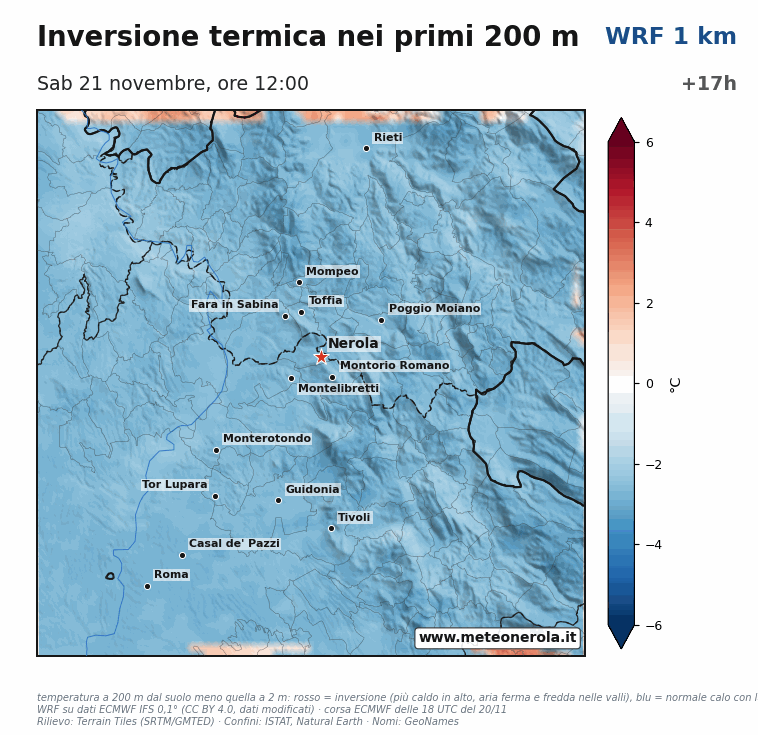 Inversione termica nei primi 200 m WRF 1 km
Sab 21 novembre, ore 12:00 +17h
Rieti
Mompeo
Toffia
Fara in Sabina
Poggio Moiano
Nerola
Montorio Romano
Montelibretti
Monterotondo
Tor Lupara
Guidonia
Tivoli
Casal de' Pazzi
Roma
www.meteonerola.it
6
4
2
0
−2
−4
−6
°C
temperatura a 200 m dal suolo meno quella a 2 m: rosso = inversione (più caldo in alto, aria ferma e fredda nelle valli), blu = normale calo con l
WRF su dati ECMWF IFS 0,1° (CC BY 4.0, dati modificati) · corsa ECMWF delle 18 UTC del 20/11
Rilievo: Terrain Tiles (SRTM/GMTED) · Confini: ISTAT, Natural Earth · Nomi: GeoNames